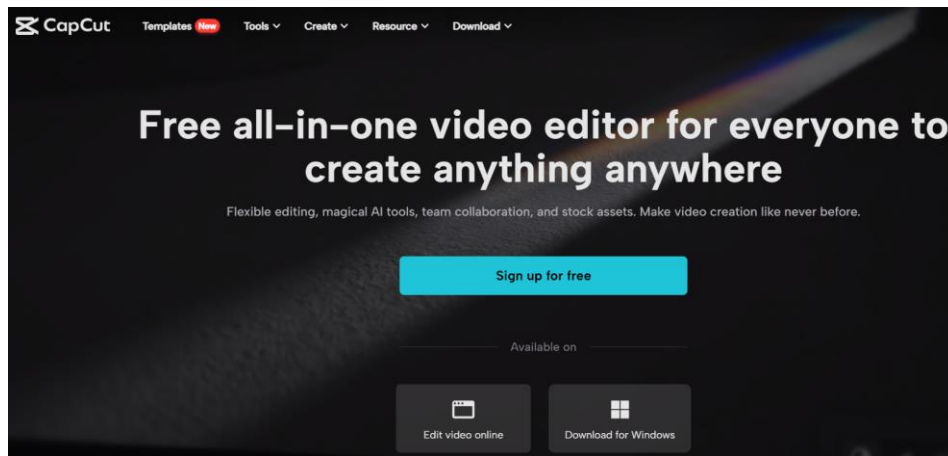 CapCut
Templates New
Tools
Create
Resource
Download
Free all-in-one video editor for everyone to
create anything anywhere
Flexible editing, magical AI tools, team collaboration, and stock assets. Make video creation like never before.
Sign up for free
Available on
Edit video online
Download for Windows